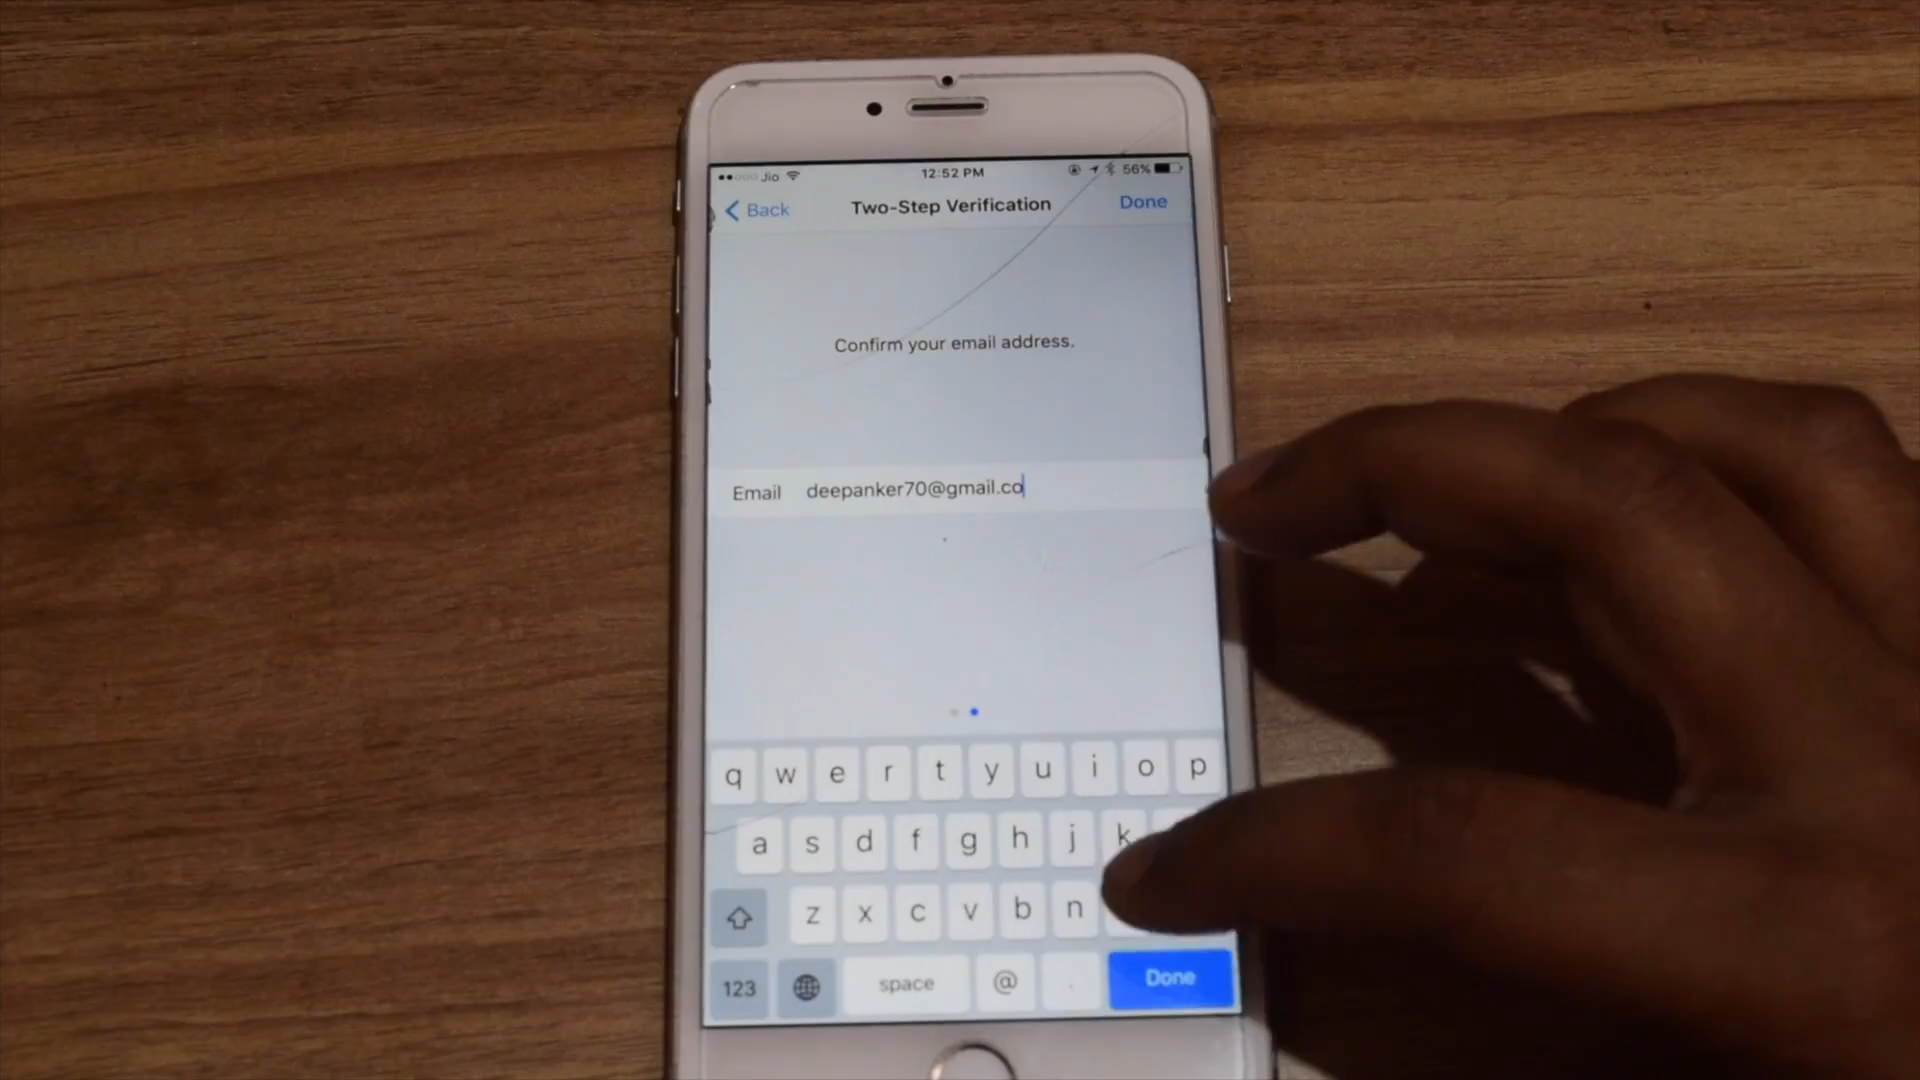 Jio 12:52 PM 56%
Back Two-Step Verification Done
Confirm your email address.
Email deepanker70@gmail.co
q w e r t y u i o p
a s d f g h j k
z x c v b n
123 space @ . Done